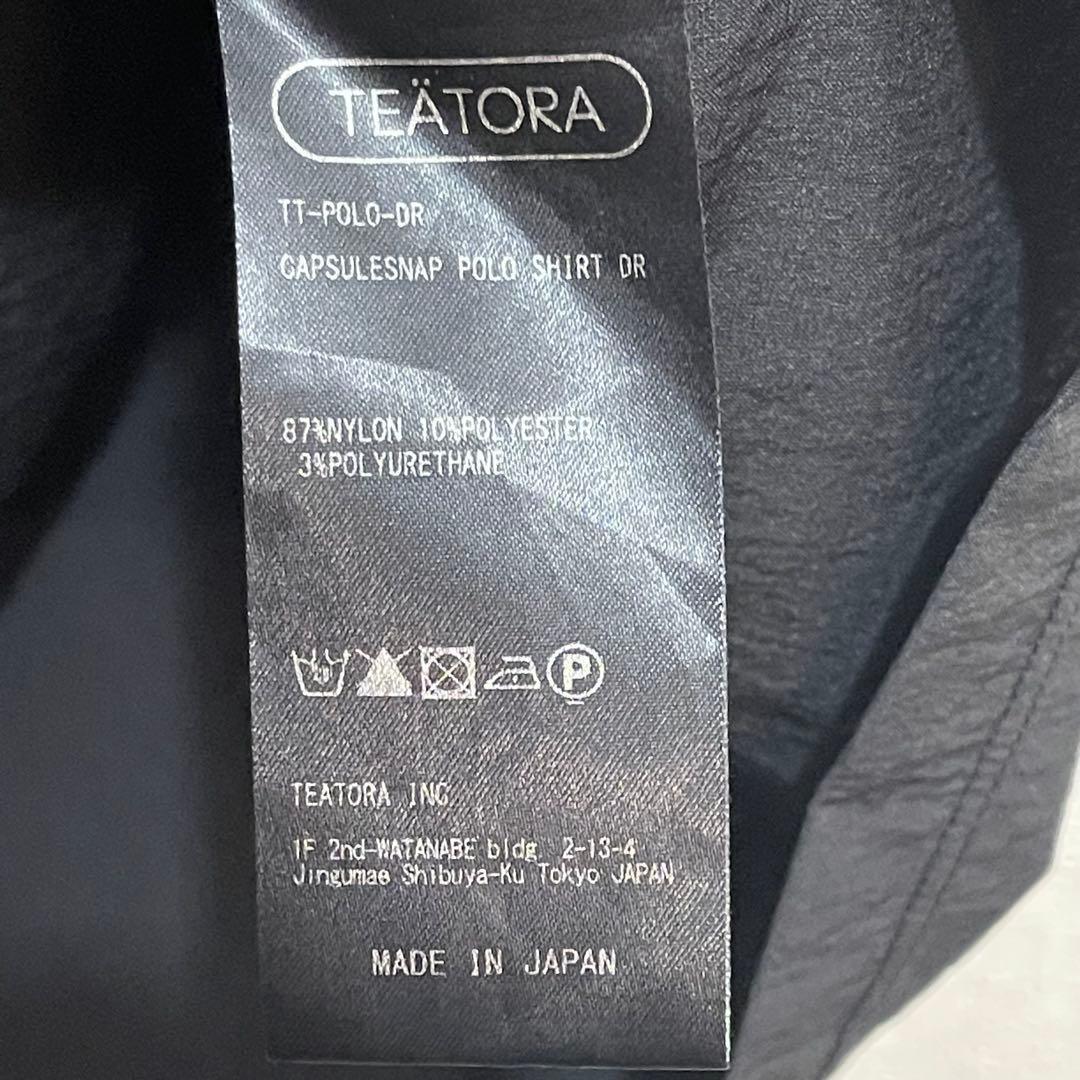 TEÄTORA
TT-POLO-DR
CAPSULESNAP POLO SHIRT DR
87%NYLON 10%POLYESTER
3%POLYURETHANE
P
TEATORA INC
1F 2nd-WATANABE bldg 2-13-4
Jingumae Shibuya-Ku Tokyo JAPAN
MADE IN JAPAN